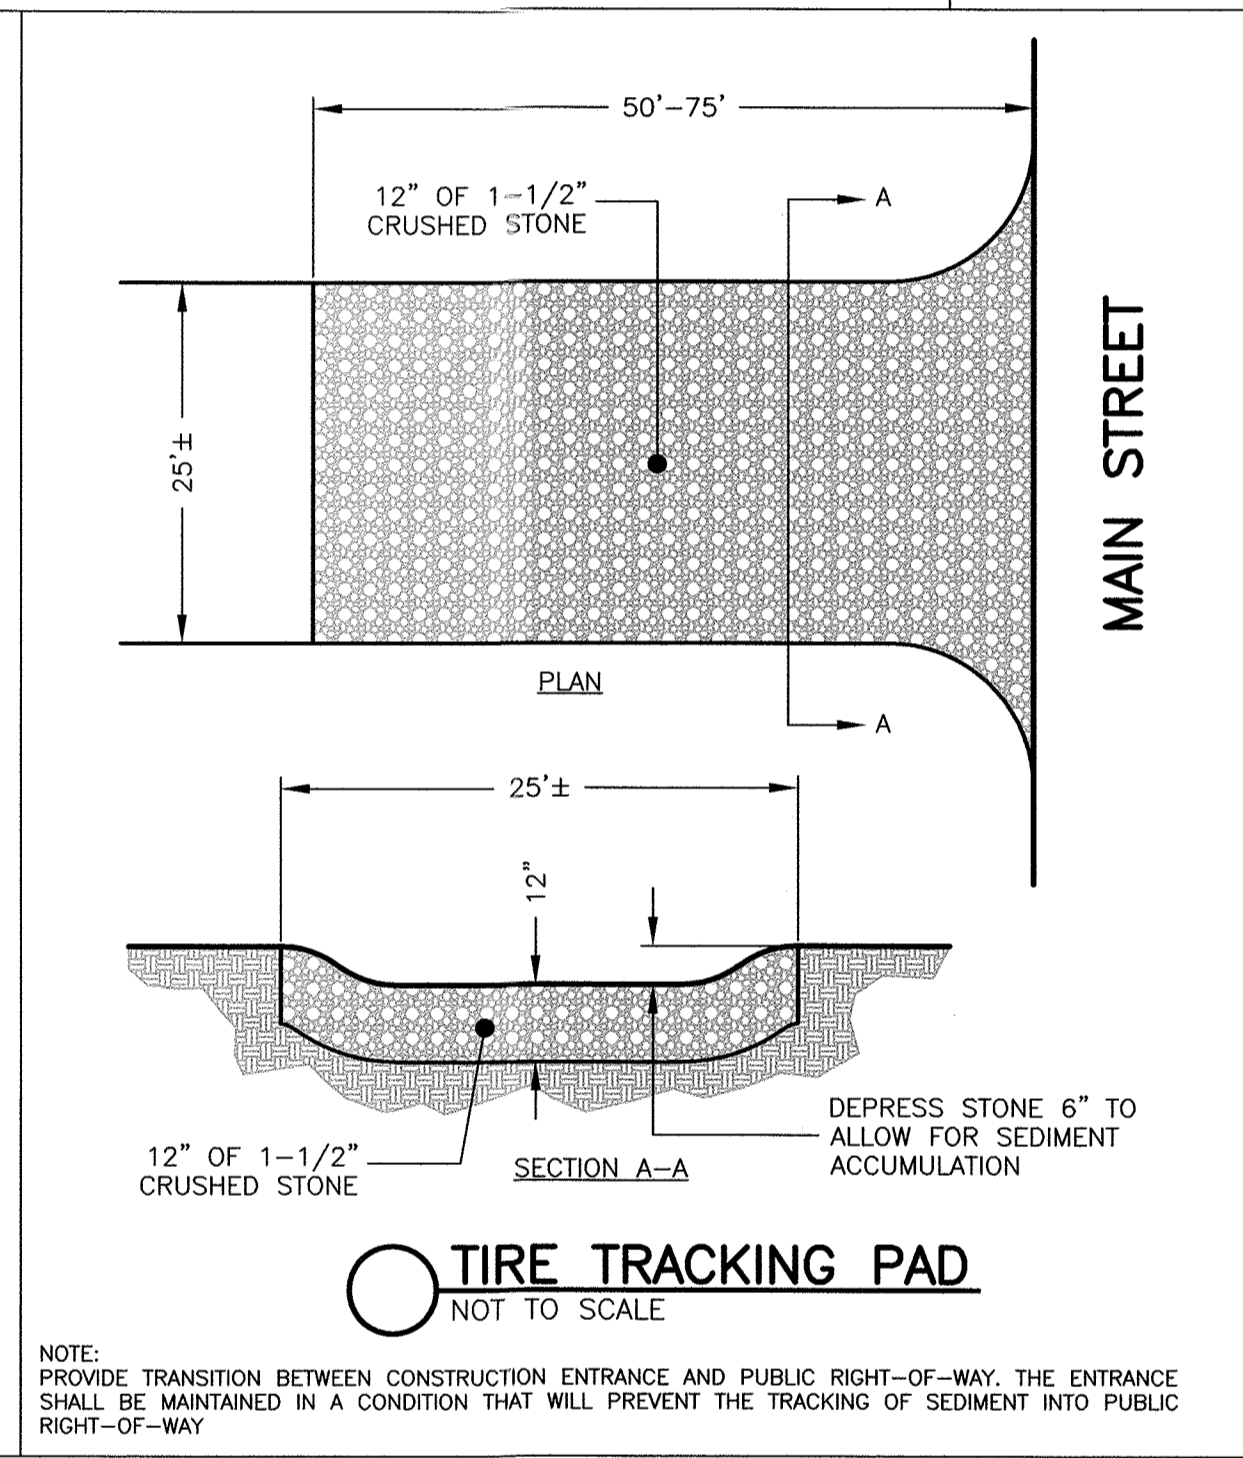 50'-75'
12" OF 1-1/2"
CRUSHED STONE
A
25'±
MAIN STREET
PLAN
A
25'±
12"
12" OF 1-1/2"
CRUSHED STONE
SECTION A-A
DEPRESS STONE 6" TO
ALLOW FOR SEDIMENT
ACCUMULATION
TIRE TRACKING PAD
NOT TO SCALE
NOTE:
PROVIDE TRANSITION BETWEEN CONSTRUCTION ENTRANCE AND PUBLIC RIGHT-OF-WAY. THE ENTRANCE
SHALL BE MAINTAINED IN A CONDITION THAT WILL PREVENT THE TRACKING OF SEDIMENT INTO PUBLIC
RIGHT-OF-WAY